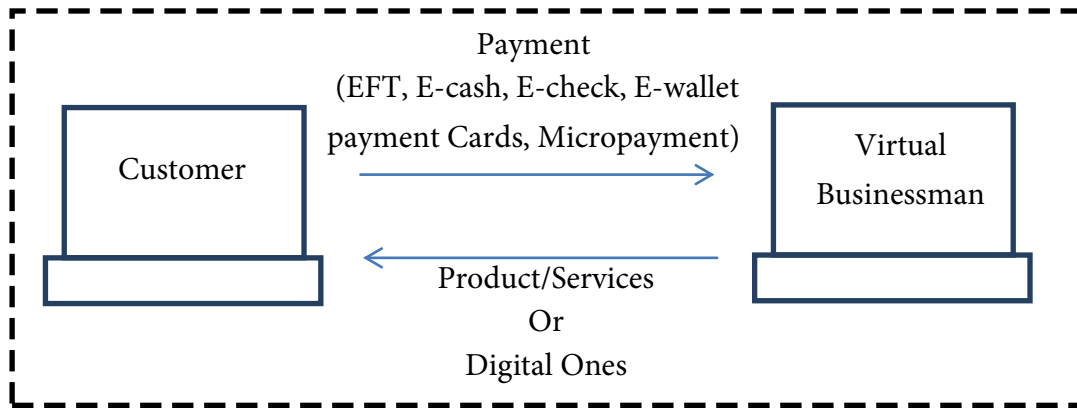 Payment
(EFT, E-cash, E-check, E-wallet
payment Cards, Micropayment)
Customer
Virtual
Businessman
Product/Services
Or
Digital Ones